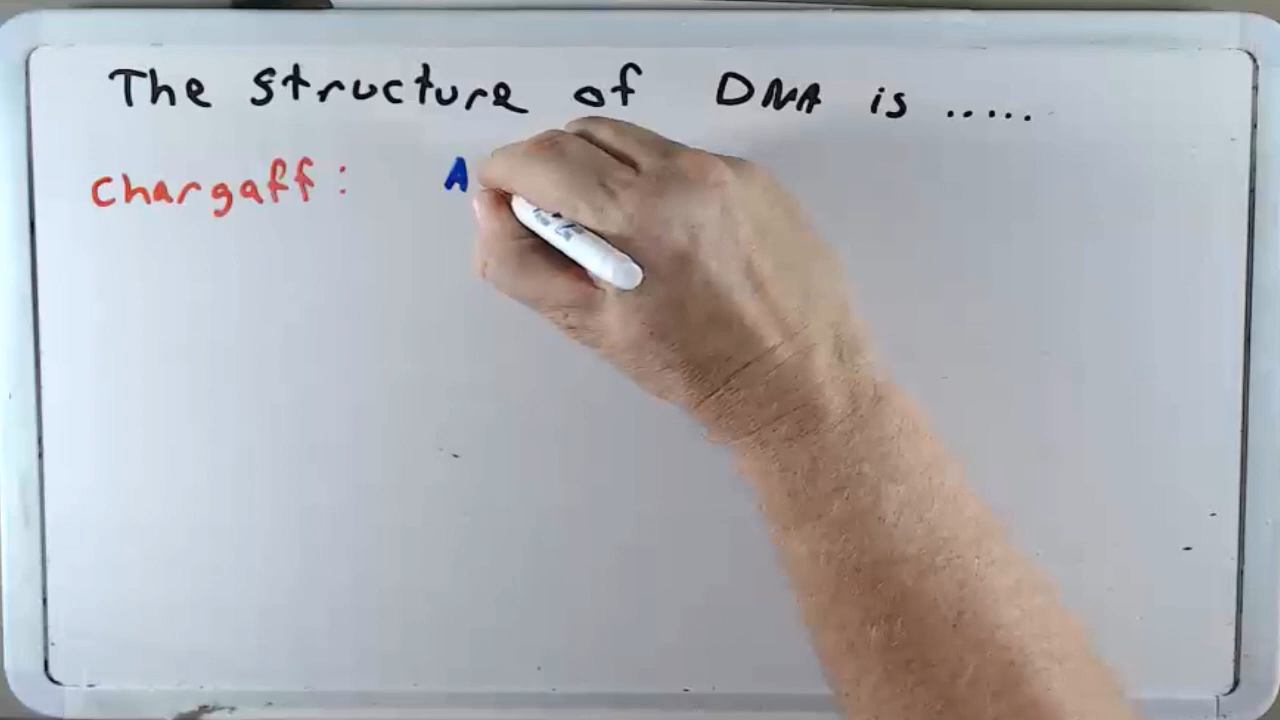 The structure of DNA is .....
chargaff: A